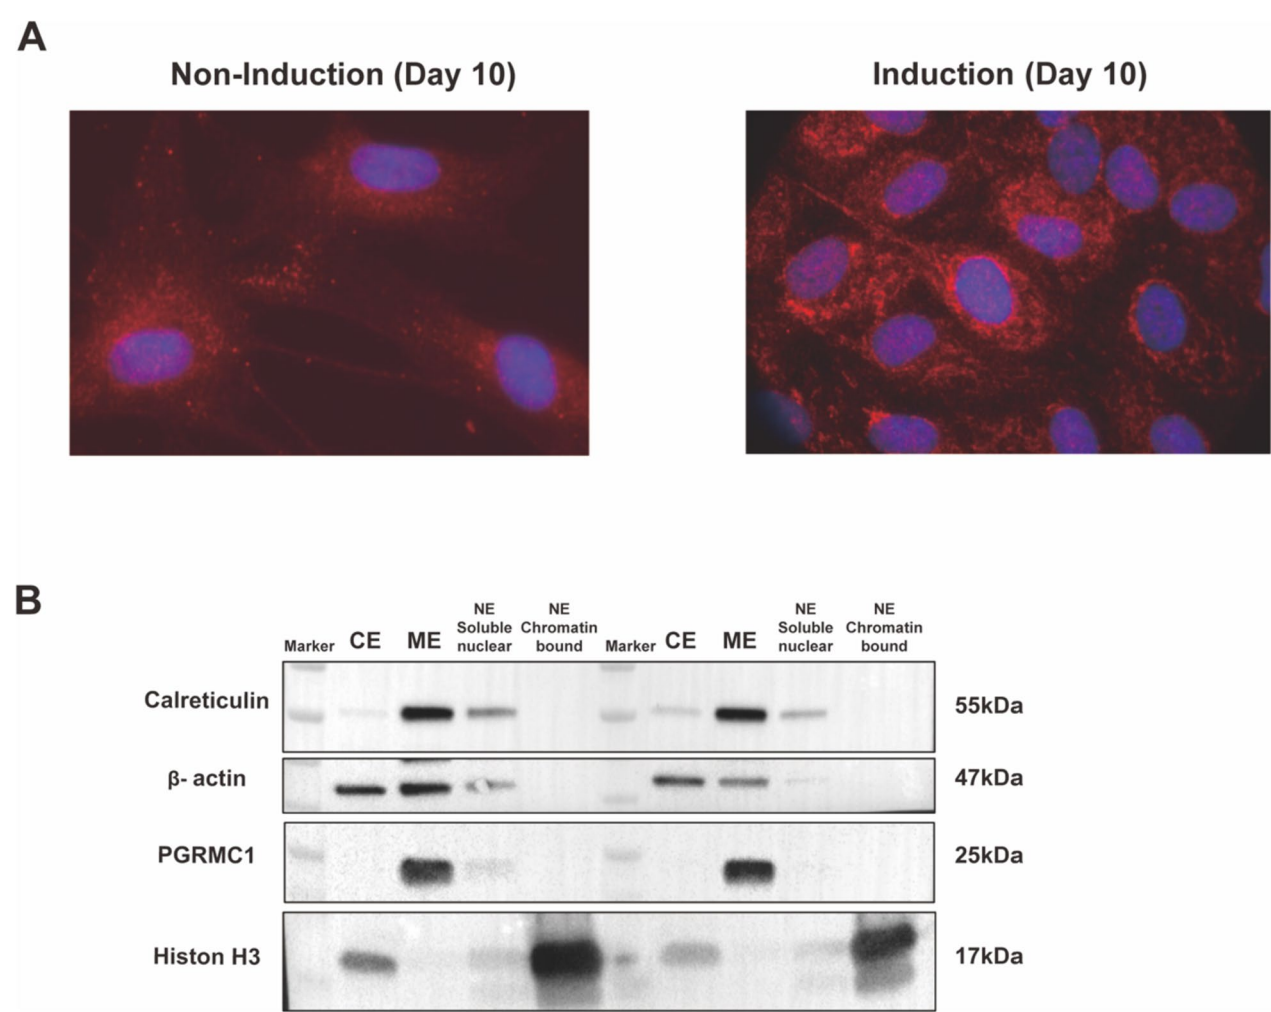 A
Non-Induction (Day 10)
Induction (Day 10)
B
Marker
CE
ME
NE
Soluble
nuclear
NE
Chromatin
bound
Marker
CE
ME
NE
Soluble
nuclear
NE
Chromatin
bound
Calreticulin
55kDa
β- actin
47kDa
PGRMC1
25kDa
Histon H3
17kDa